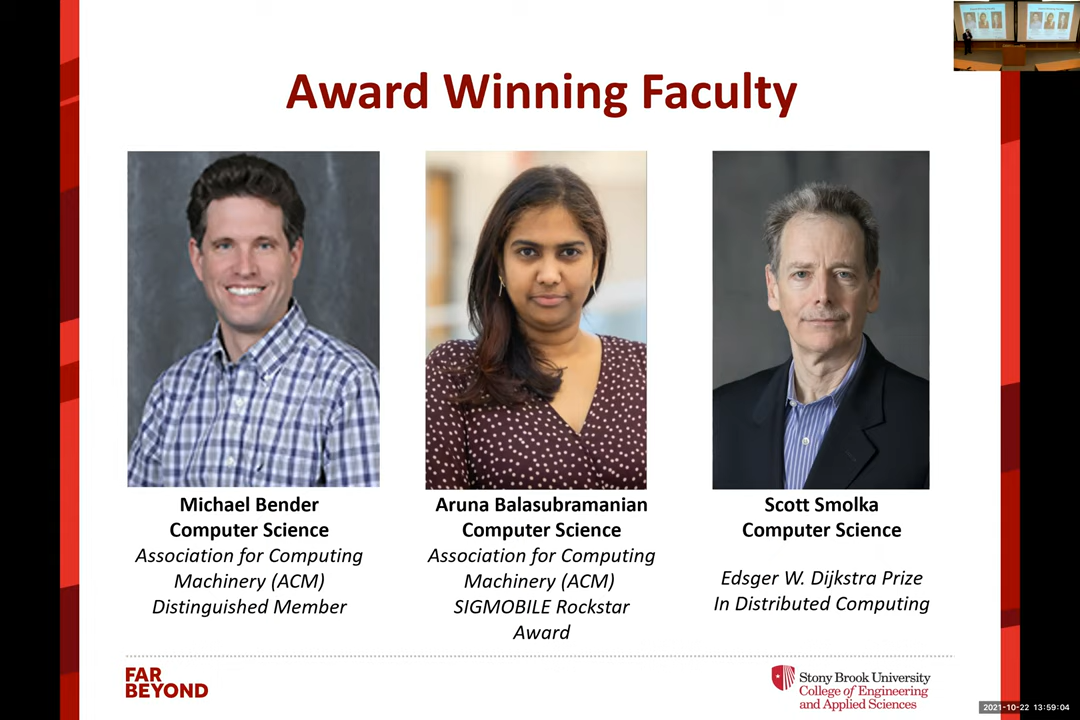 Award Winning Faculty
Michael Bender
Computer Science
Association for Computing
Machinery (ACM)
Distinguished Member
Aruna Balasubramanian
Computer Science
Association for Computing
Machinery (ACM)
SIGMOBILE Rockstar
Award
Scott Smolka
Computer Science
Edsger W. Dijkstra Prize
In Distributed Computing
FAR
BEYOND
Stony Brook University
College of Engineering
and Applied Sciences
2021-10-22 13:59:04